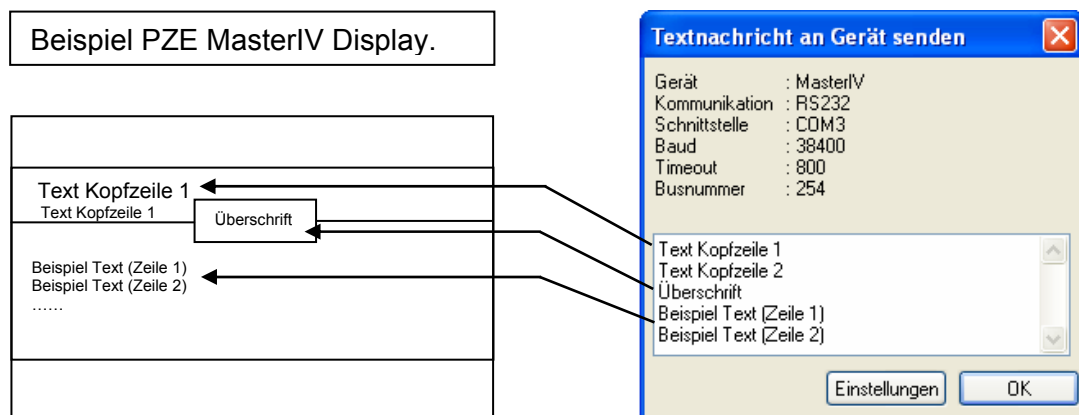 Beispiel PZE MasterIV Display.
Text Kopfzeile 1
Text Kopfzeile 1
Überschrift
Beispiel Text (Zeile 1)
Beispiel Text (Zeile 2)
……
Textnachricht an Gerät senden
Gerät : MasterIV
Kommunikation : RS232
Schnittstelle : COM3
Baud : 38400
Timeout : 800
Busnummer : 254
Text Kopfzeile 1
Text Kopfzeile 2
Überschrift
Beispiel Text (Zeile 1)
Beispiel Text (Zeile 2)
Einstellungen OK